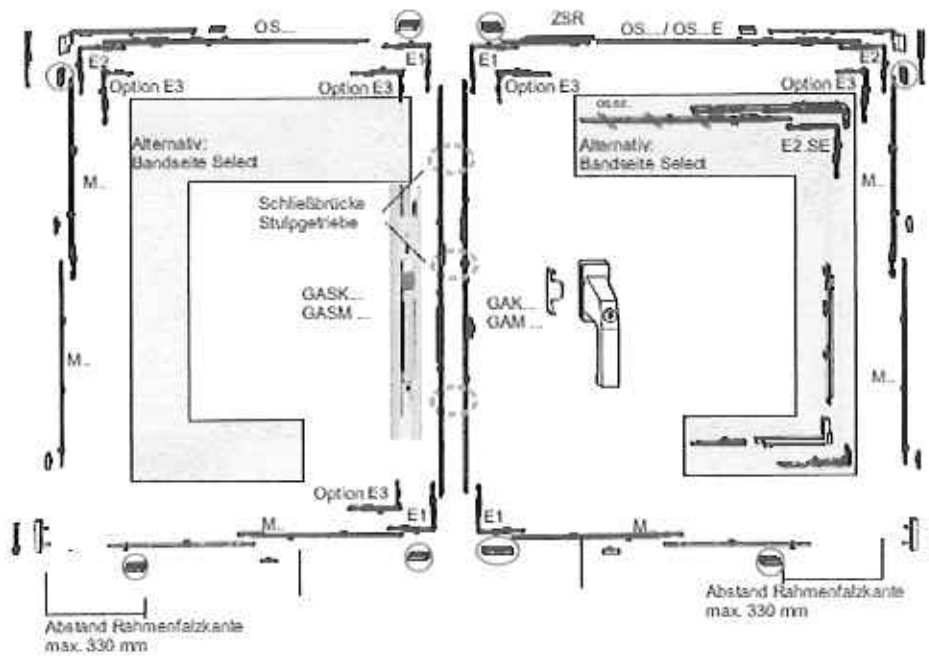 OS...
ZSR
OS.../ OS...E
E2
E1
E1
E2
Option E3
Option E3
Option E3
Option E3
OS.SE..
Alternativ:
Bandseite Select
Alternativ:
Bandseite Select
E2.SE
M..
M..
Schließbrücke
Stulpgetriebe
GASK...
GASM ...
GAK...
GAM ...
M..
M..
Option E3
E1
E1
M..
M..
Abstand Rahmenfalzkante
max. 330 mm
Abstand Rahmenfalzkante
max. 330 mm